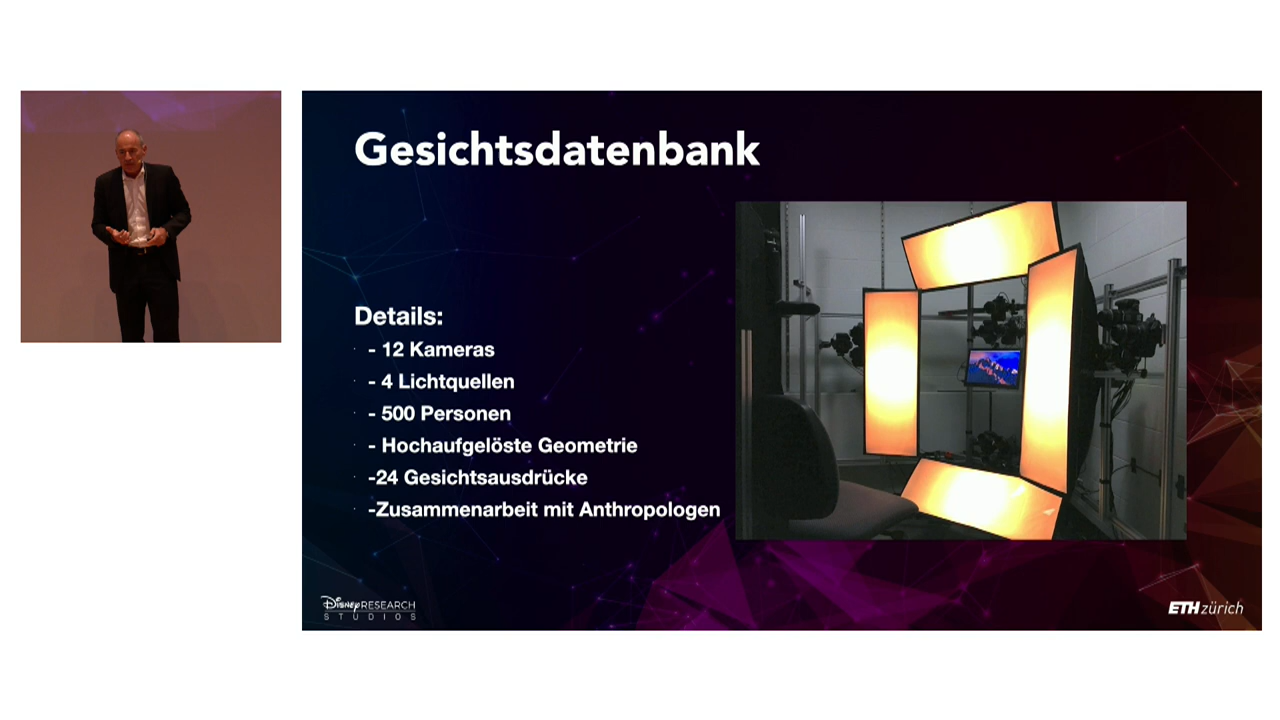 Gesichtsdatenbank
Details:
- 12 Kameras
- 4 Lichtquellen
- 500 Personen
- Hochaufgelöste Geometrie
-24 Gesichtsausdrücke
-Zusammenarbeit mit Anthropologen
Disney RESEARCH
STUDIOS
ETH zürich